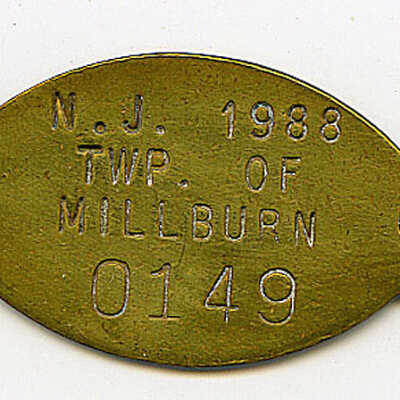 N.J. 1988
TWP. OF
MILLBURN
0149